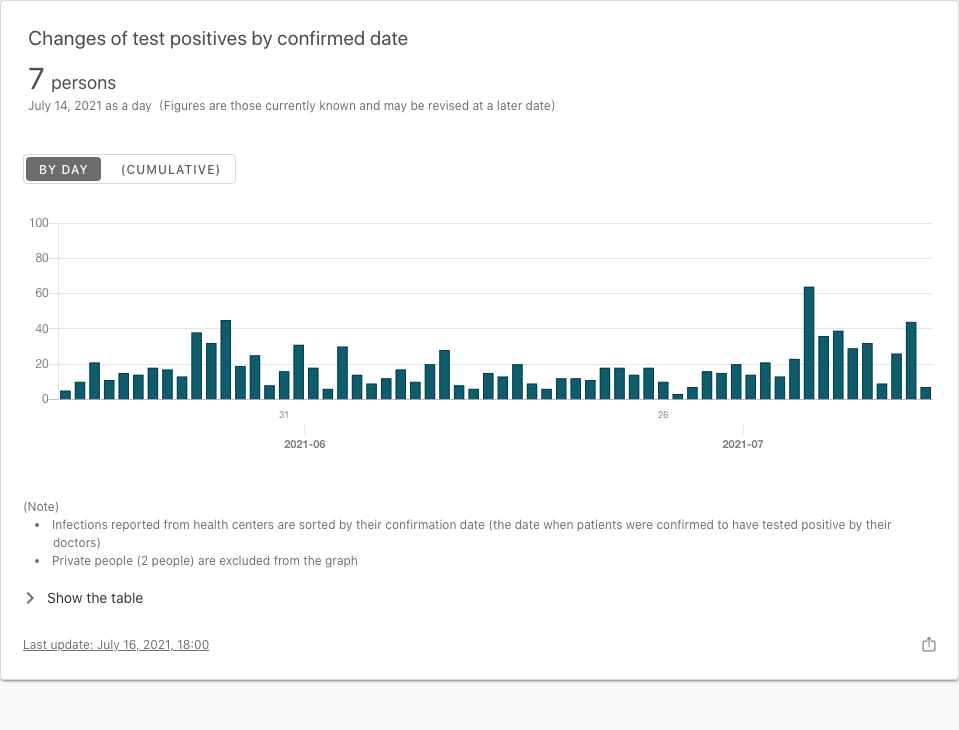 Changes of test positives by confirmed date
7 persons
July 14, 2021 as a day (Figures are those currently known and may be revised at a later date)
BY DAY (CUMULATIVE)
100
80
60
40
20
0
31 26
2021-06 2021-07
(Note)
• Infections reported from health centers are sorted by their confirmation date (the date when patients were confirmed to have tested positive by their
doctors)
• Private people (2 people) are excluded from the graph
Show the table
Last update: July 16, 2021, 18:00